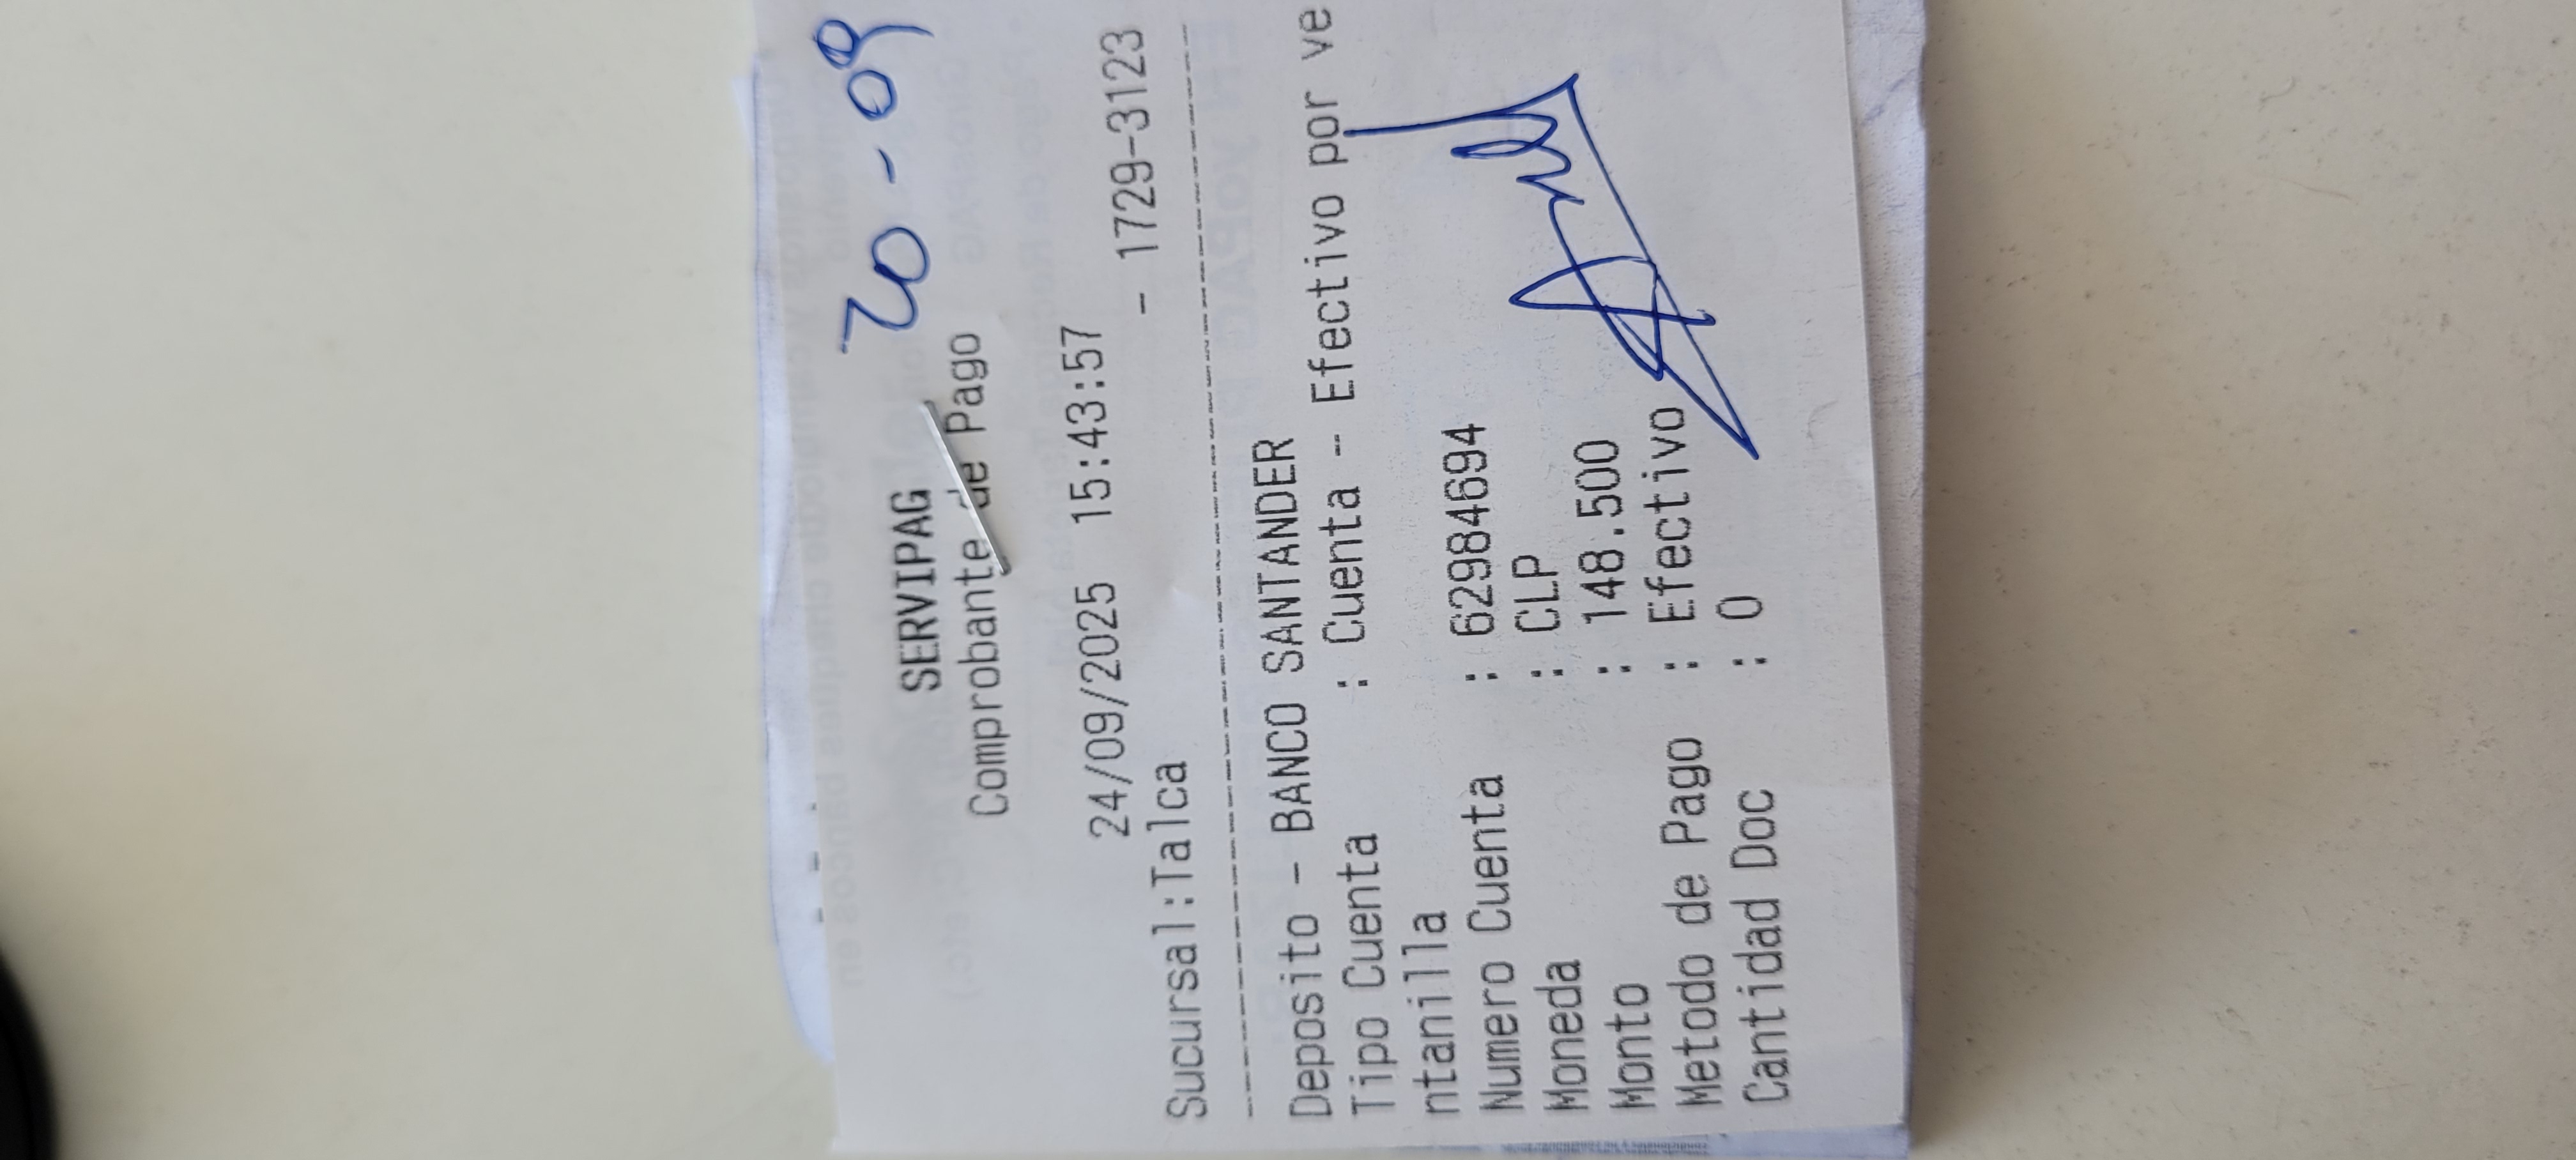 20-09
SERVIPAG
Comprobante de Pago
24/09/2025 15:43:57
Sucursal:Talca - 1729-3123
Deposito - BANCO SANTANDER
Tipo Cuenta : Cuenta -- Efectivo por ve
ntanilla
Numero Cuenta : 62984694
Moneda : CLP
Monto : 148.500
Metodo de Pago : Efectivo
Cantidad Doc : 0